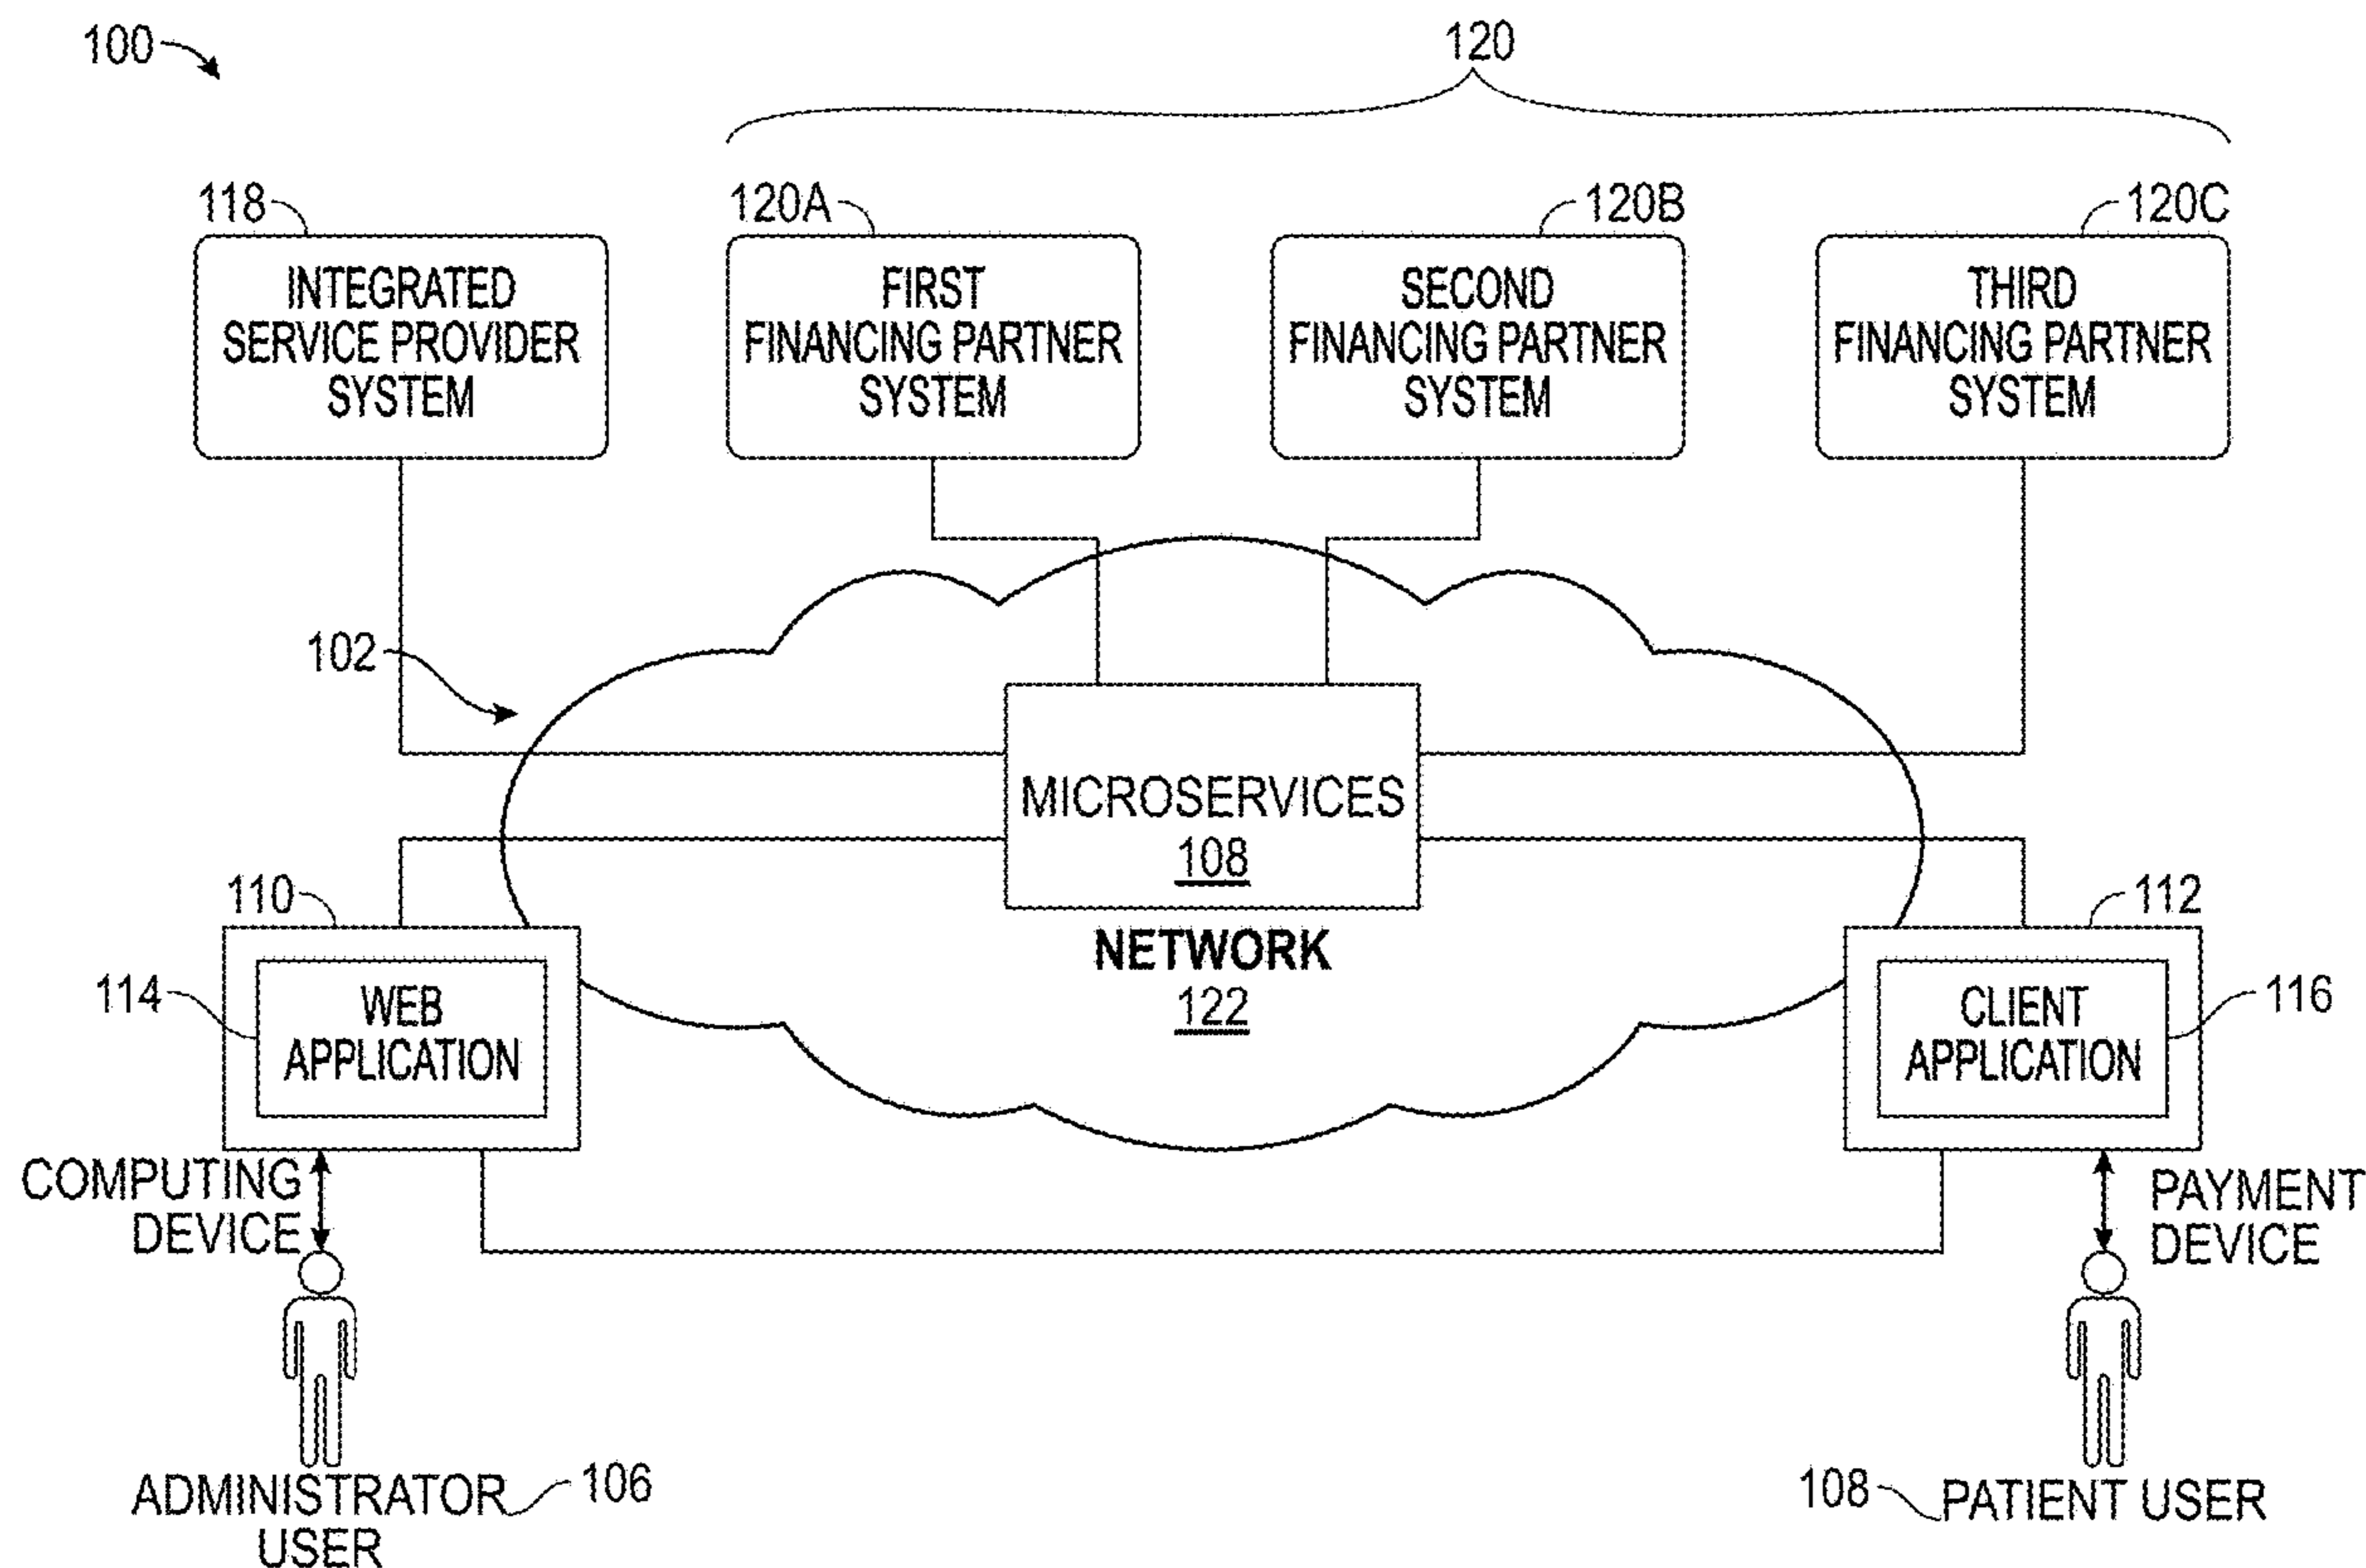 100
120
118
120A
120B
120C
INTEGRATED
SERVICE PROVIDER
SYSTEM
FIRST
FINANCING PARTNER
SYSTEM
SECOND
FINANCING PARTNER
SYSTEM
THIRD
FINANCING PARTNER
SYSTEM
102
MICROSERVICES
108
NETWORK
122
110
114
WEB
APPLICATION
112
116
CLIENT
APPLICATION
COMPUTING
DEVICE
PAYMENT
DEVICE
ADMINISTRATOR
USER
106
108
PATIENT USER